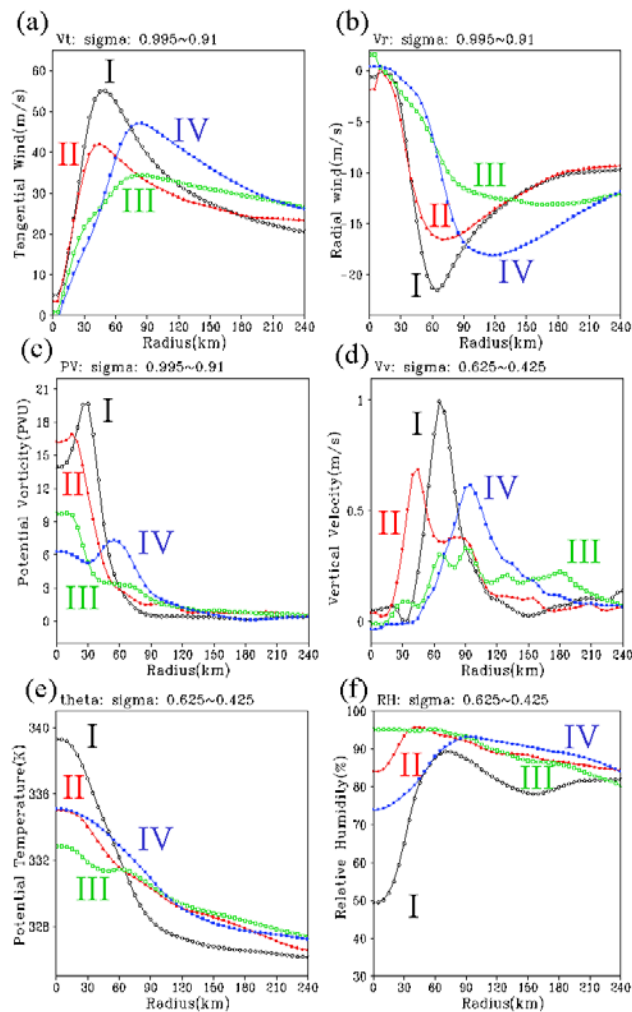 (a)
Vt: sigma: 0.995~0.91
Tangential Wind(m/s)
60
50
40
30
20
10
0
I
II
III
IV
0 30 60 90 120 150 180 210 240
Radius(km)
(b)
Vr: sigma: 0.995~0.91
Radial wind(m/s)
0
-5
-10
-15
-20
I
II
III
IV
0 30 60 90 120 150 180 210 240
Radius(km)
(c)
PV: sigma: 0.995~0.91
Potential Vorticity(PVU)
21
18
15
12
9
6
3
0
I
II
III
IV
0 30 60 90 120 150 180 210 240
Radius(km)
(d)
Vv: sigma: 0.625~0.425
Vertical Velocity(m/s)
1
0.5
0
I
II
III
IV
0 30 60 90 120 150 180 210 240
Radius(km)
(e)
theta: sigma: 0.625~0.425
Potential Temperature(K)
340
336
332
328
I
II
III
IV
0 30 60 90 120 150 180 210 240
Radius(km)
(f)
RH: sigma: 0.625~0.425
Relative Humidity(%)
100
90
80
70
60
50
40
30
I
II
III
IV
0 30 60 90 120 150 180 210 240
Radius(km)